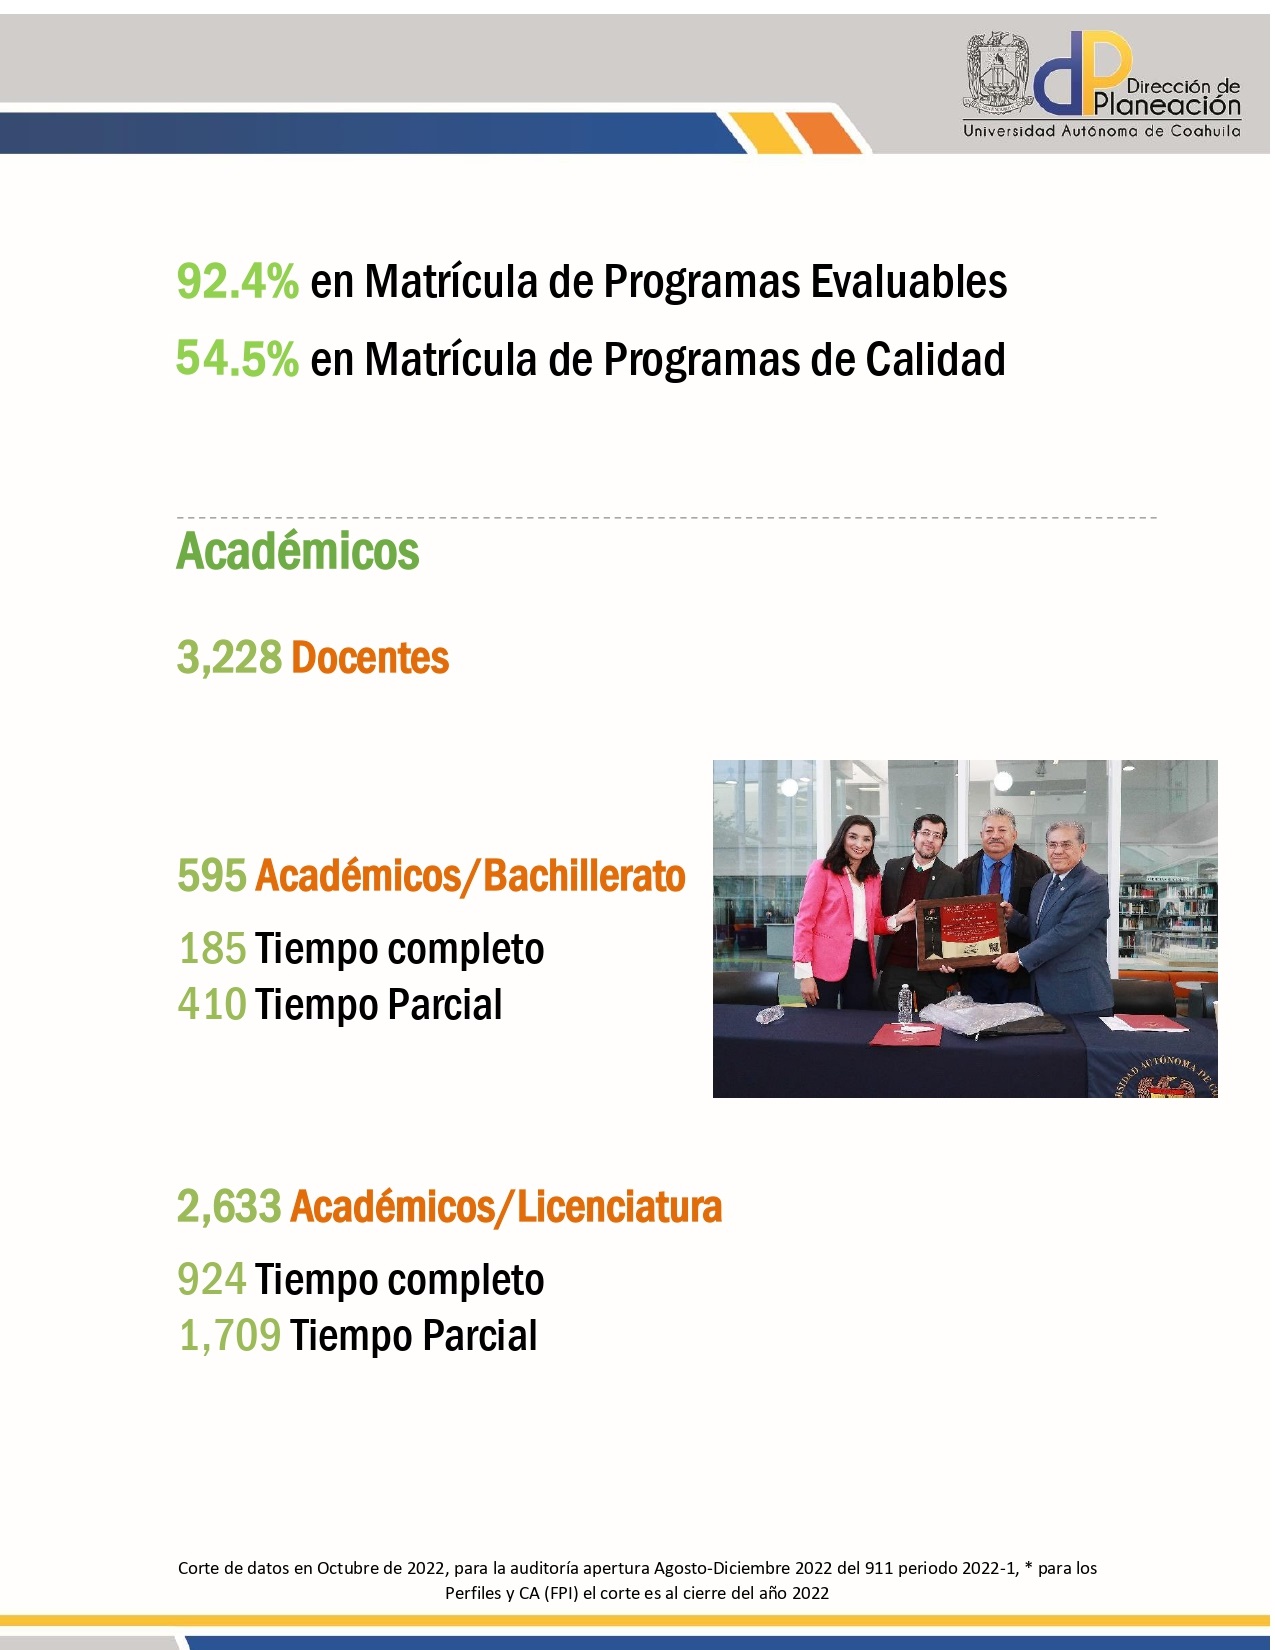 Dirección de
Planeación
Universidad Autónoma de Coahuila
92.4% en Matrícula de Programas Evaluables
54.5% en Matrícula de Programas de Calidad
Académicos
3,228 Docentes
595 Académicos/Bachillerato
185 Tiempo completo
410 Tiempo Parcial
2,633 Académicos/Licenciatura
924 Tiempo completo
1,709 Tiempo Parcial
Corte de datos en Octubre de 2022, para la auditoría apertura Agosto-Diciembre 2022 del 911 periodo 2022-1, * para los
Perfiles y CA (FPI) el corte es al cierre del año 2022